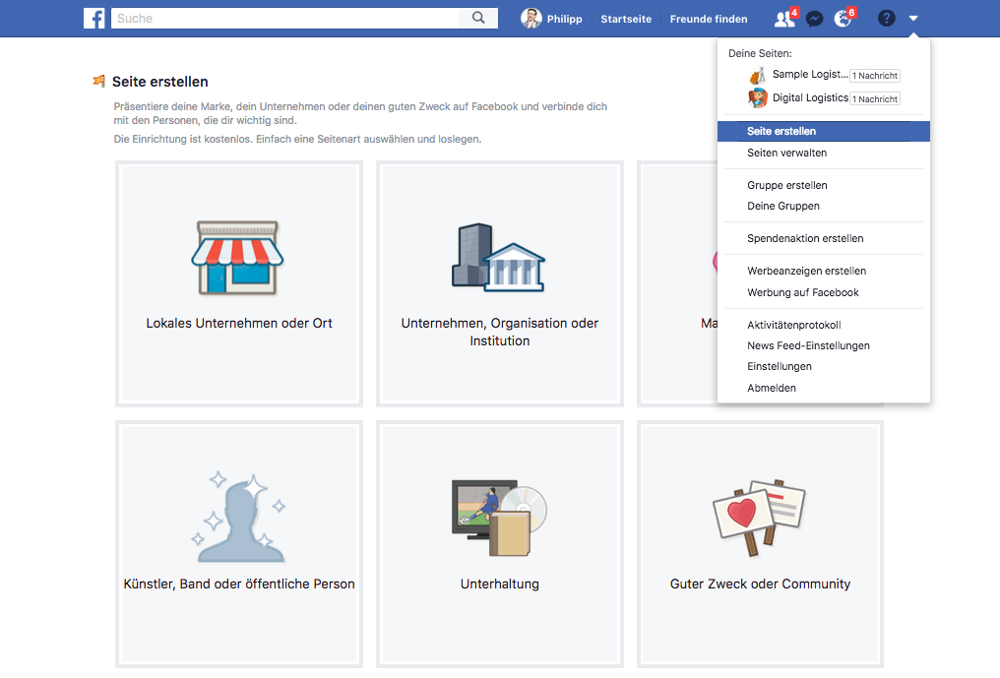 f
Suche
Philipp
Startseite
Freunde finden
4
6
?
Deine Seiten:
Sample Logist... 1 Nachricht
Digital Logistics 1 Nachricht
Seite erstellen
Seiten verwalten
Gruppe erstellen
Deine Gruppen
Spendenaktion erstellen
Werbeanzeigen erstellen
Werbung auf Facebook
Aktivitätenprotokoll
News Feed-Einstellungen
Einstellungen
Abmelden
Seite erstellen
Präsentiere deine Marke, dein Unternehmen oder deinen guten Zweck auf Facebook und verbinde dich
mit den Personen, die dir wichtig sind.
Die Einrichtung ist kostenlos. Einfach eine Seitenart auswählen und loslegen.
Lokales Unternehmen oder Ort
Unternehmen, Organisation oder
Institution
Künstler, Band oder öffentliche Person
Unterhaltung
Guter Zweck oder Community